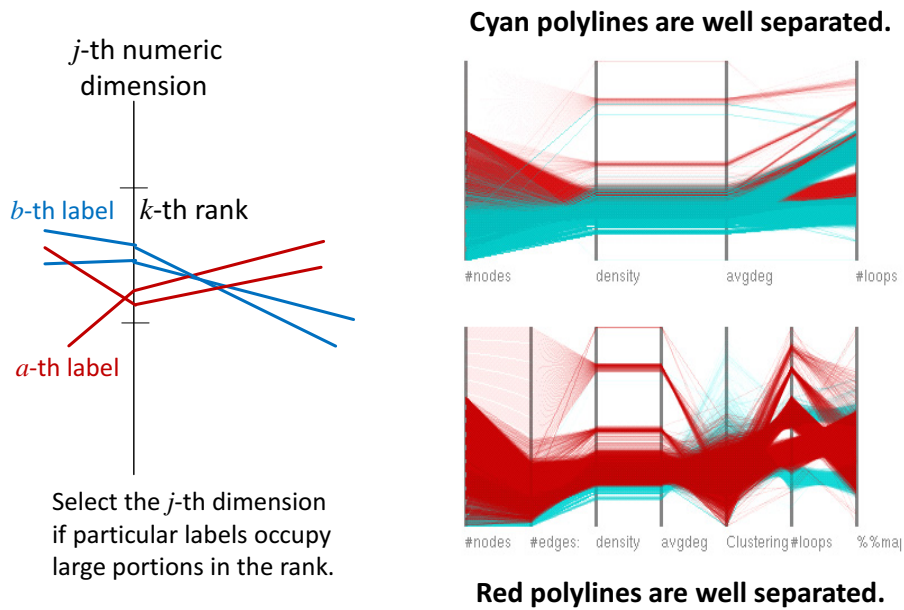 j-th numeric
dimension
b-th label
k-th rank
a-th label
Select the j-th dimension
if particular labels occupy
large portions in the rank.
Cyan polylines are well separated.
#nodes density avgdeg #loops
#nodes #edges: density avgdeg Clustering #loops %%map
Red polylines are well separated.